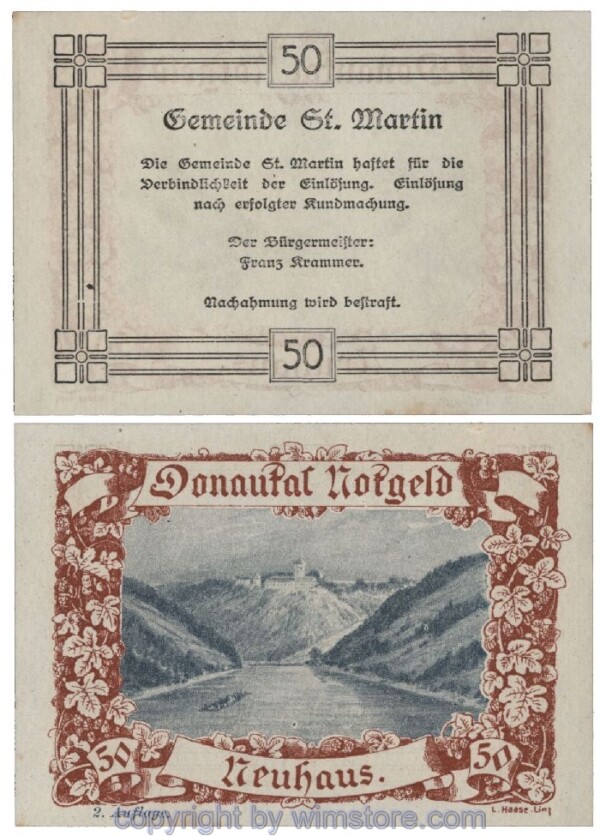 50
Gemeinde St. Martin
Die Gemeinde St. Martin haftet für die
Verbindlichkeit der Einlösung. Einlösung
nach erfolgter Kundmachung.
Der Bürgermeister:
Franz Krammer.
Nachahmung wird bestraft.
50
Donautal Notgeld
50
50
Neuhaus.
2. Auflage.
L. Haase. Linz
copyright by wimstore.com